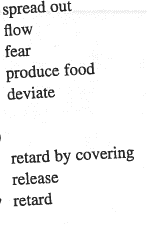 spread out
flow
fear
produce food
deviate
retard by covering
release
retard